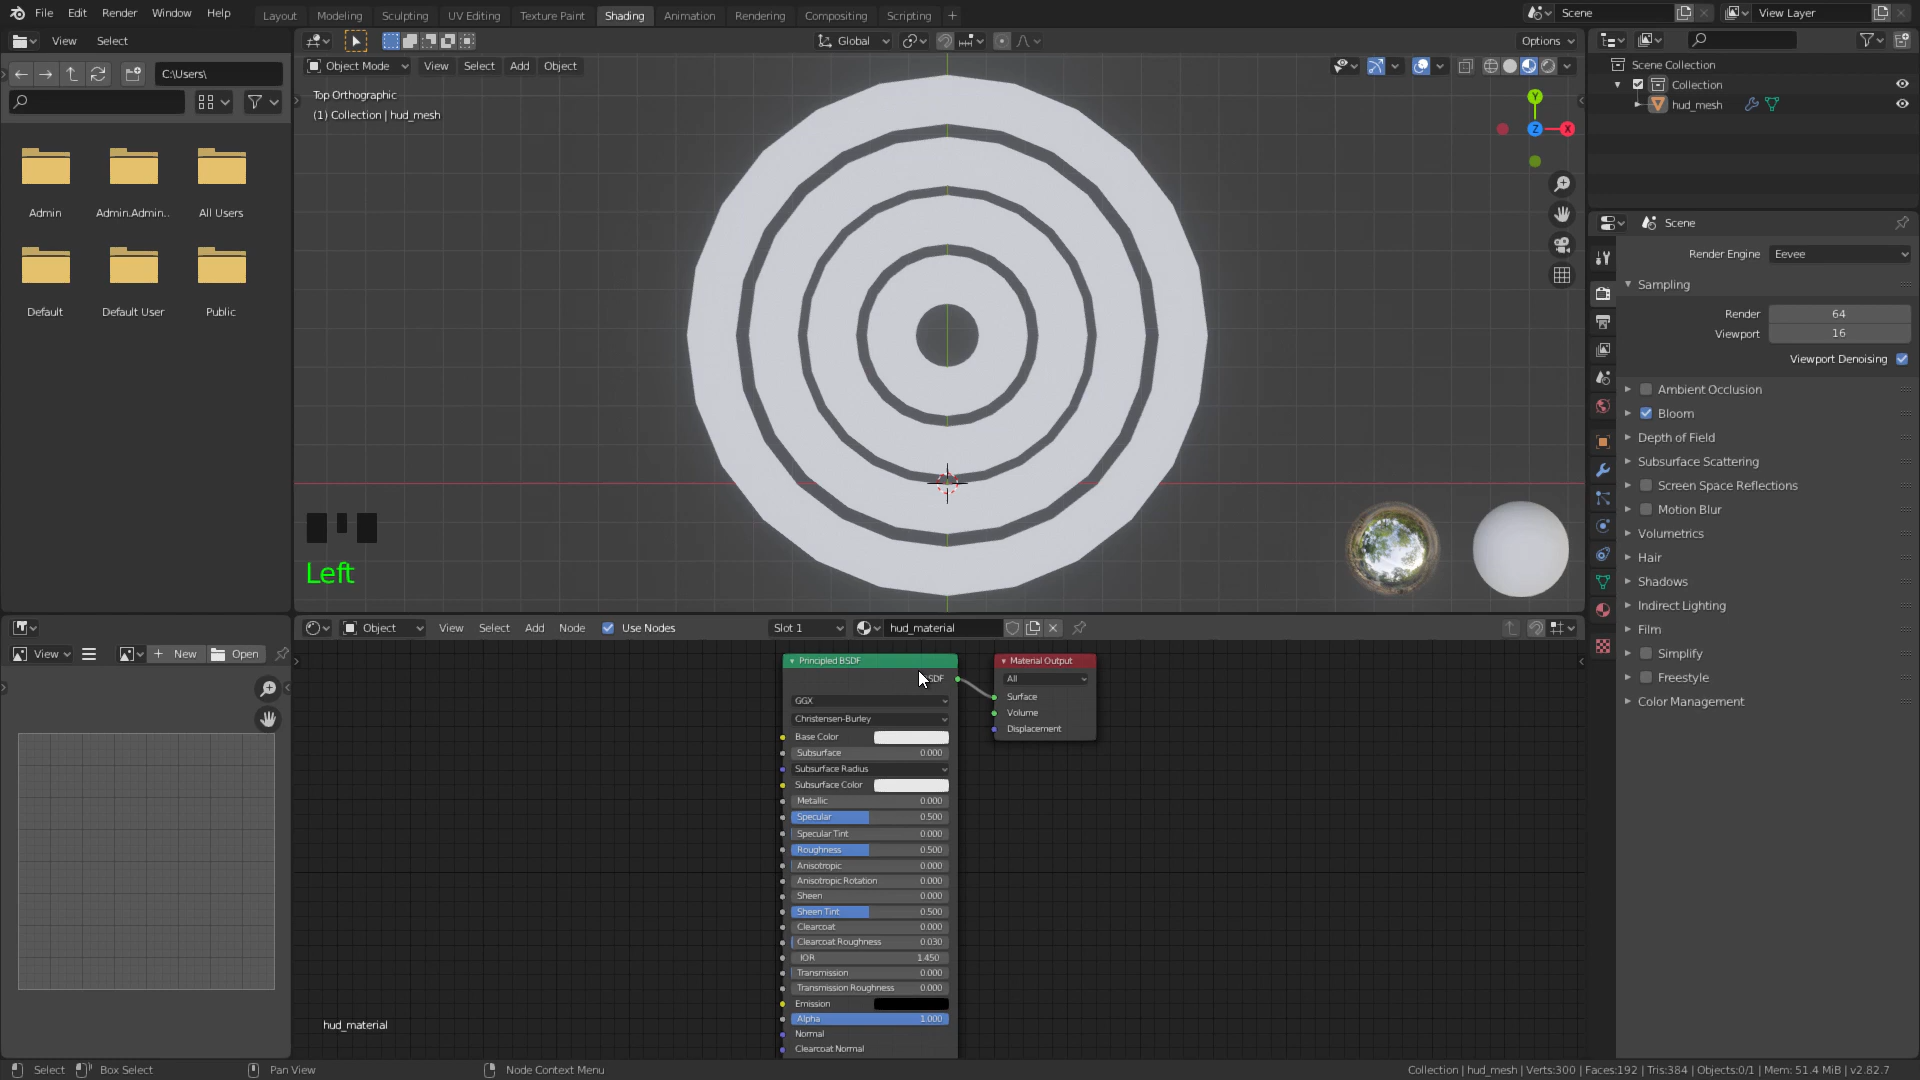 File Edit Render Window Help
Layout Modeling Sculpting UV Editing Texture Paint Shading Animation Rendering Compositing Scripting +
Scene
View Layer
View Select
Global
Options
C:\Users\
Object Mode View Select Add Object
Top Orthographic
(1) Collection | hud_mesh
Y
Z
X
Scene Collection
Collection
hud_mesh
Admin
Admin.Admin..
All Users
Default
Default User
Public
Left
Scene
Render Engine Eevee
Sampling
Render 64
Viewport 16
Viewport Denoising
Ambient Occlusion
Bloom
Depth of Field
Subsurface Scattering
Screen Space Reflections
Motion Blur
Volumetrics
Hair
Shadows
Indirect Lighting
Film
Simplify
Freestyle
Color Management
Object View Select Add Node Use Nodes Slot 1 hud_material
View New Open
Principled BSDF
BSDF
GGX
Christensen-Burley
Base Color
Subsurface 0.000
Subsurface Radius
Subsurface Color
Metallic 0.000
Specular 0.500
Specular Tint 0.000
Roughness 0.500
Anisotropic 0.000
Anisotropic Rotation 0.000
Sheen 0.000
Sheen Tint 0.500
Clearcoat 0.000
Clearcoat Roughness 0.030
IOR 1.450
Transmission 0.000
Transmission Roughness 0.000
Emission
Alpha 1.000
Normal
Clearcoat Normal
Material Output
All
Surface
Volume
Displacement
hud_material
Select Box Select Pan View Node Context Menu
Collection | hud_mesh | Verts:300 | Faces:192 | Tris:384 | Objects:0/1 | Mem: 51.4 MiB | v2.82.7